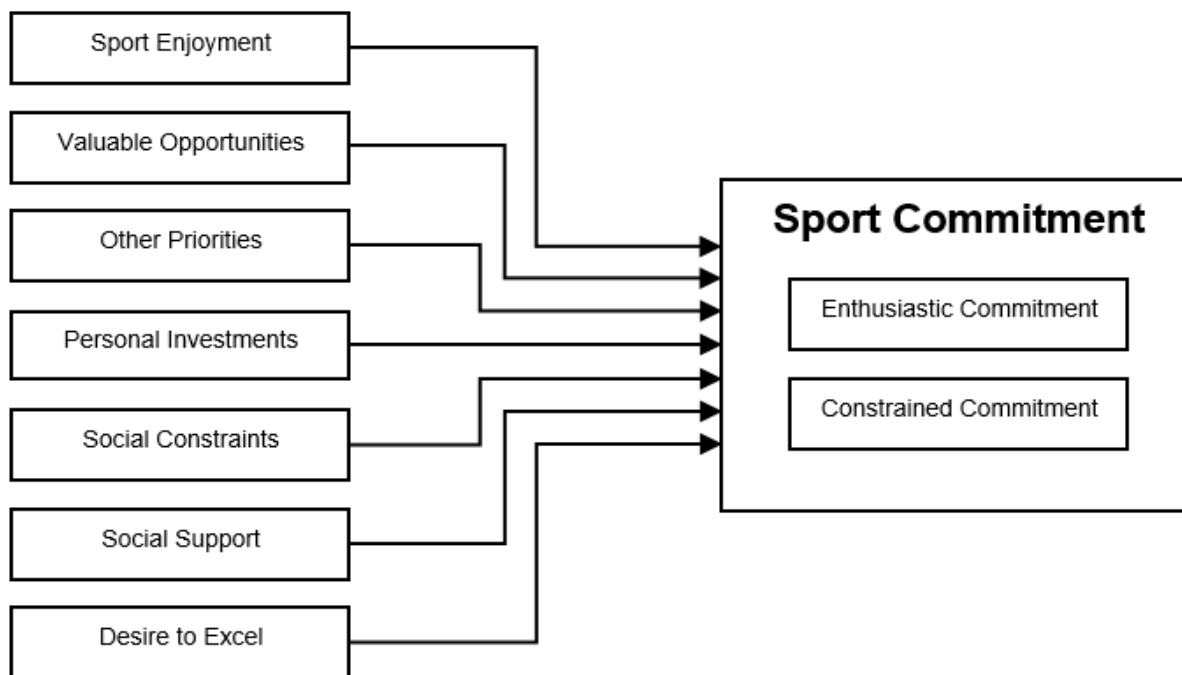 Sport Enjoyment
Valuable Opportunities
Other Priorities
Personal Investments
Social Constraints
Social Support
Desire to Excel
Sport Commitment
Enthusiastic Commitment
Constrained Commitment